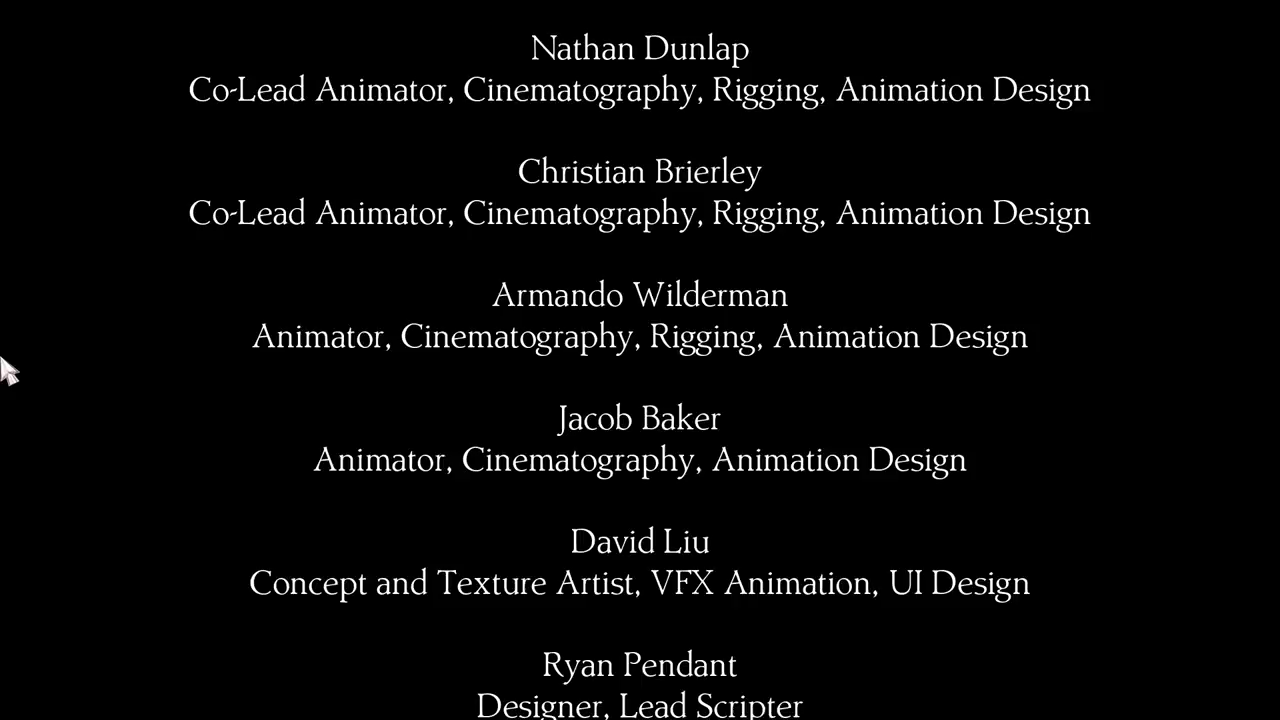 Nathan Dunlap
Co-Lead Animator, Cinematography, Rigging, Animation Design
Christian Brierley
Co-Lead Animator, Cinematography, Rigging, Animation Design
Armando Wilderman
Animator, Cinematography, Rigging, Animation Design
Jacob Baker
Animator, Cinematography, Animation Design
David Liu
Concept and Texture Artist, VFX Animation, UI Design
Ryan Pendant
Designer, Lead Scripter